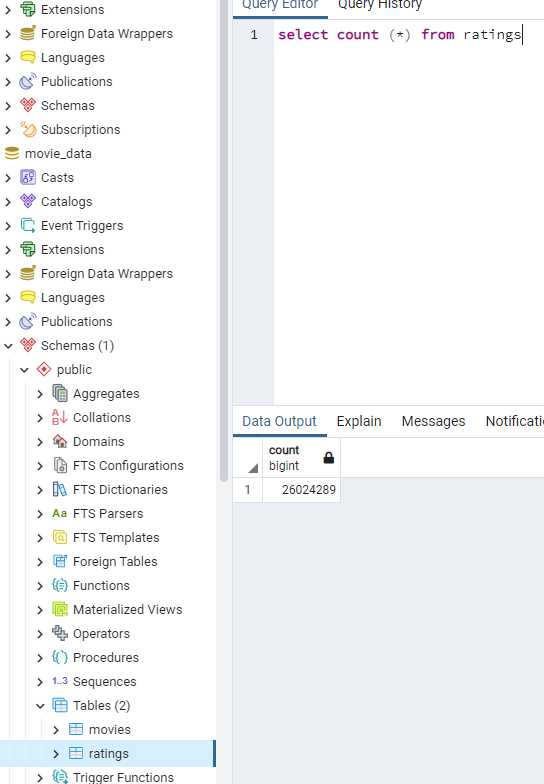 Extensions
Foreign Data Wrappers
Languages
Publications
Schemas
Subscriptions
movie_data
Casts
Catalogs
Event Triggers
Extensions
Foreign Data Wrappers
Languages
Publications
Schemas (1)
public
Aggregates
Collations
Domains
FTS Configurations
FTS Dictionaries
Aa FTS Parsers
FTS Templates
Foreign Tables
Functions
Materialized Views
Operators
Procedures
1..3 Sequences
Tables (2)
movies
ratings
Trigger Functions
Query Editor Query History
1 select count (*) from ratings
Data Output Explain Messages Notificati
count
bigint
1 26024289